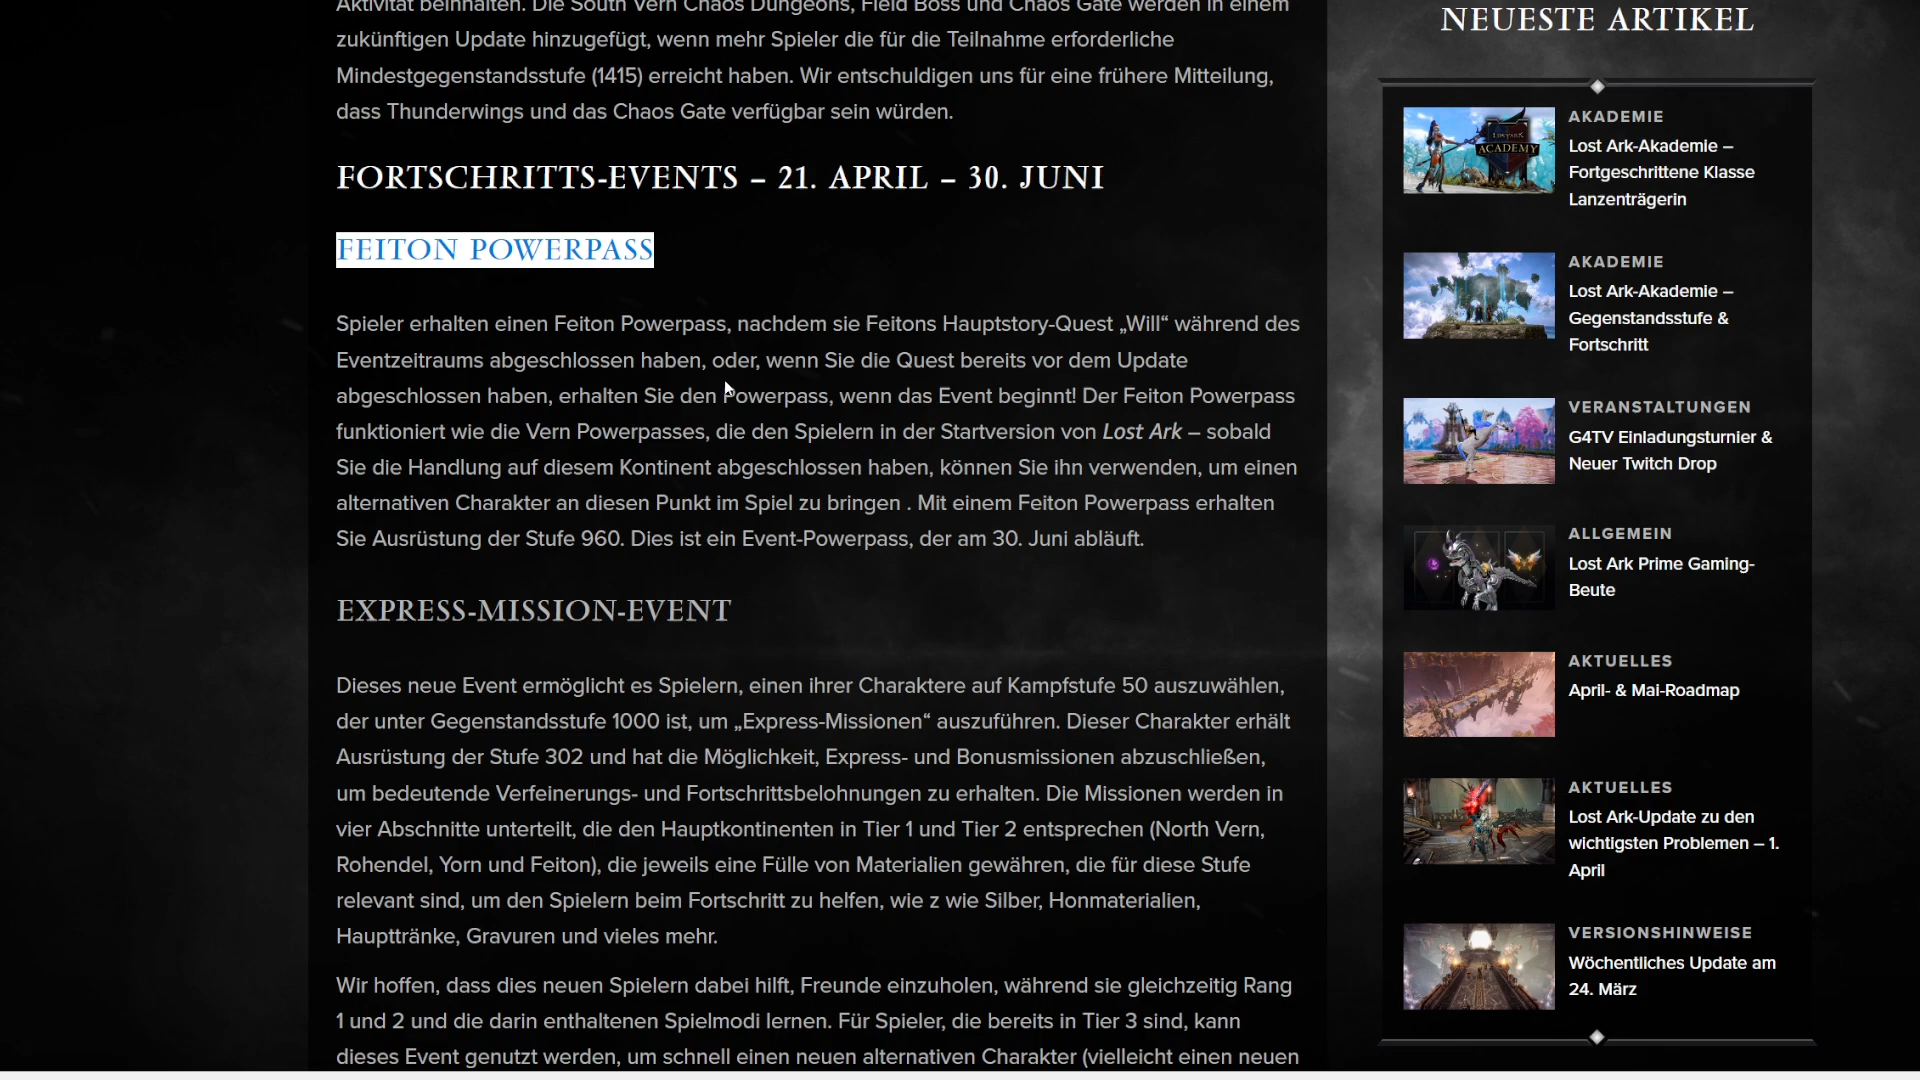 Aktivität beinhalten. Die South Vern Chaos Dungeons, Field Boss und Chaos Gate werden in einem
zukünftigen Update hinzugefügt, wenn mehr Spieler die für die Teilnahme erforderliche
Mindestgegenstandsstufe (1415) erreicht haben. Wir entschuldigen uns für eine frühere Mitteilung,
dass Thunderwings und das Chaos Gate verfügbar sein würden.
FORTSCHRITTS-EVENTS – 21. APRIL – 30. JUNI
FEITON POWERPASS
Spieler erhalten einen Feiton Powerpass, nachdem sie Feitons Hauptstory-Quest „Will“ während des
Eventzeitraums abgeschlossen haben, oder, wenn Sie die Quest bereits vor dem Update
abgeschlossen haben, erhalten Sie den Powerpass, wenn das Event beginnt! Der Feiton Powerpass
funktioniert wie die Vern Powerpasses, die den Spielern in der Startversion von Lost Ark – sobald
Sie die Handlung auf diesem Kontinent abgeschlossen haben, können Sie ihn verwenden, um einen
alternativen Charakter an diesen Punkt im Spiel zu bringen . Mit einem Feiton Powerpass erhalten
Sie Ausrüstung der Stufe 960. Dies ist ein Event-Powerpass, der am 30. Juni abläuft.
EXPRESS-MISSION-EVENT
Dieses neue Event ermöglicht es Spielern, einen ihrer Charaktere auf Kampfstufe 50 auszuwählen,
der unter Gegenstandsstufe 1000 ist, um „Express-Missionen“ auszuführen. Dieser Charakter erhält
Ausrüstung der Stufe 302 und hat die Möglichkeit, Express- und Bonusmissionen abzuschließen,
um bedeutende Verfeinerungs- und Fortschrittsbelohnungen zu erhalten. Die Missionen werden in
vier Abschnitte unterteilt, die den Hauptkontinenten in Tier 1 und Tier 2 entsprechen (North Vern,
Rohendel, Yorn und Feiton), die jeweils eine Fülle von Materialien gewähren, die für diese Stufe
relevant sind, um den Spielern beim Fortschritt zu helfen, wie z wie Silber, Honmaterialien,
Haupttränke, Gravuren und vieles mehr.
Wir hoffen, dass dies neuen Spielern dabei hilft, Freunde einzuholen, während sie gleichzeitig Rang
1 und 2 und die darin enthaltenen Spielmodi lernen. Für Spieler, die bereits in Tier 3 sind, kann
dieses Event genutzt werden, um schnell einen neuen alternativen Charakter (vielleicht einen neuen
NEUESTE ARTIKEL
LOST ARK
ACADEMY
AKADEMIE
Lost Ark-Akademie –
Fortgeschrittene Klasse
Lanzenträgerin
AKADEMIE
Lost Ark-Akademie –
Gegenstandsstufe &
Fortschritt
VERANSTALTUNGEN
G4TV Einladungsturnier &
Neuer Twitch Drop
ALLGEMEIN
Lost Ark Prime Gaming-
Beute
AKTUELLES
April- & Mai-Roadmap
AKTUELLES
Lost Ark-Update zu den
wichtigsten Problemen – 1.
April
VERSIONSHINWEISE
Wöchentliches Update am
24. März